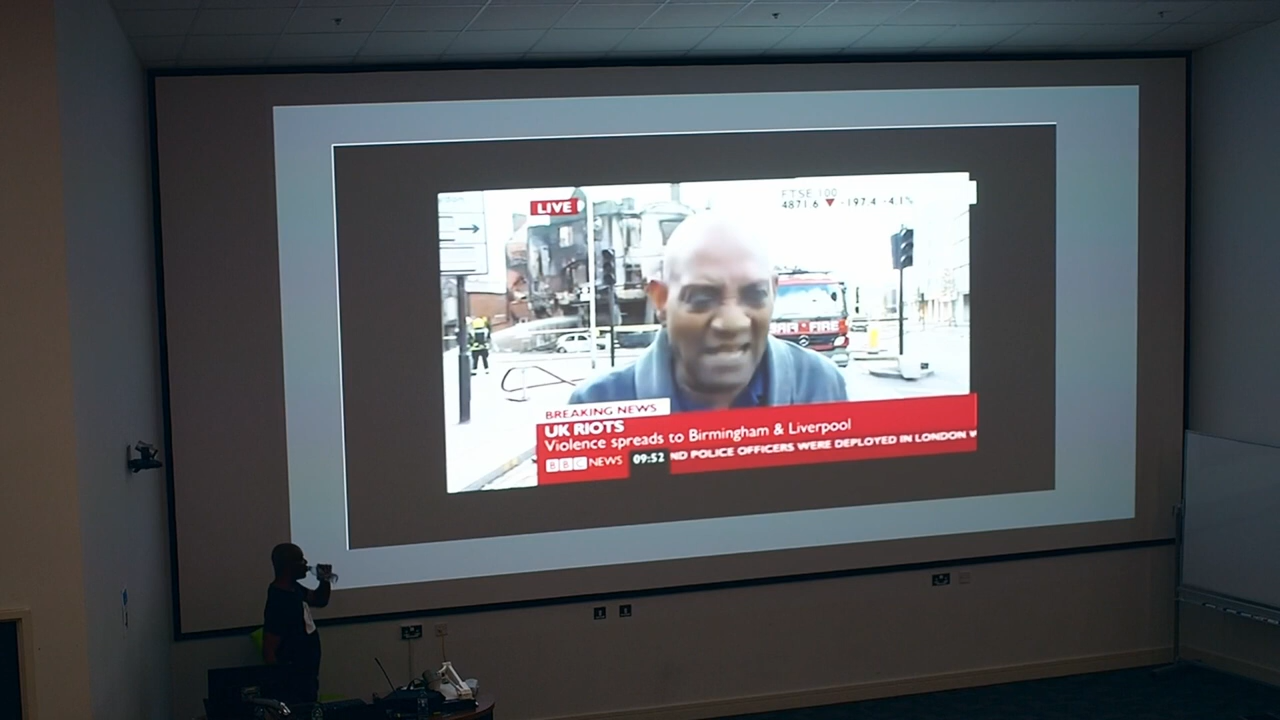 LIVE
FTSE 100
4871.6 ▼ -197.4 -4.1%
FIRE
BREAKING NEWS
UK RIOTS
Violence spreads to Birmingham & Liverpool
BBC NEWS 09:52 ND POLICE OFFICERS WERE DEPLOYED IN LONDON